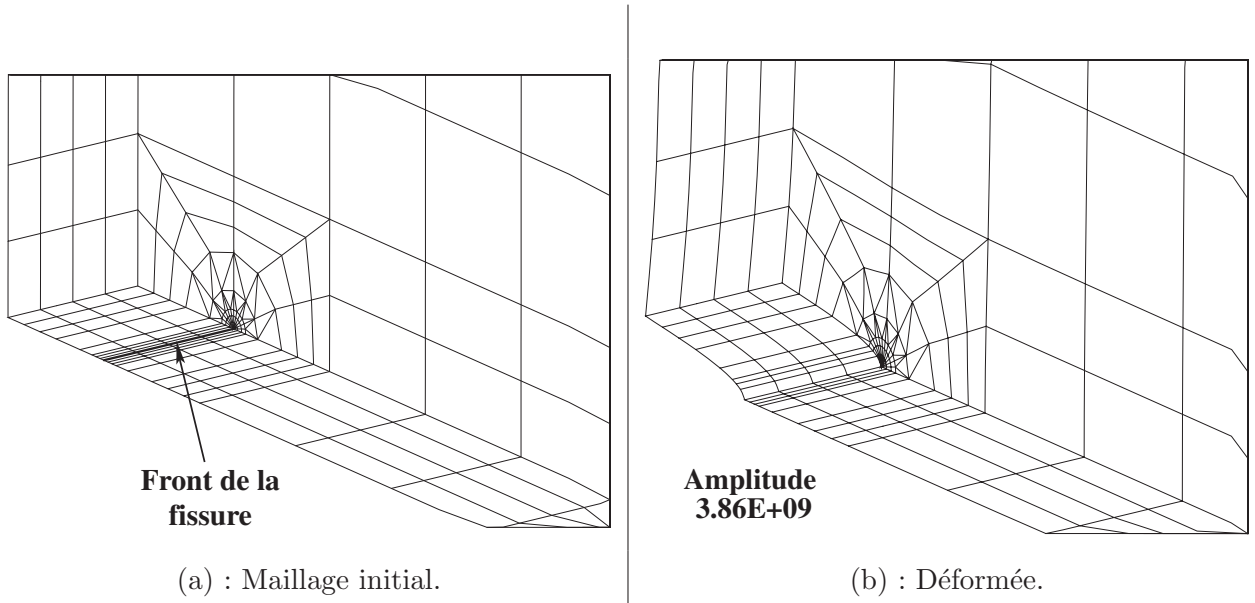 Front de la
fissure
Amplitude
3.86E+09
(a) : Maillage initial.
(b) : Déformée.